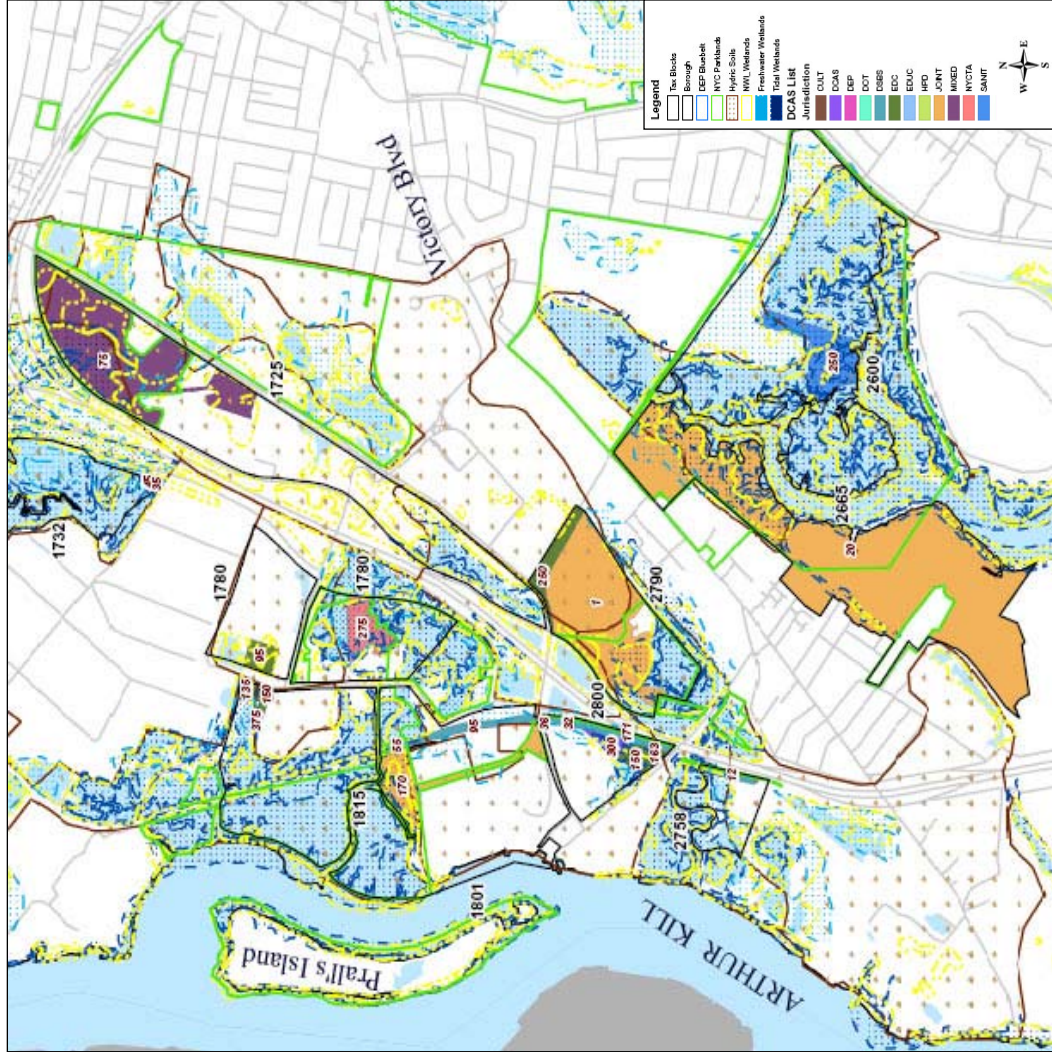 Victory Blvd
75
1725
45
35
1732
1780
1780
275
95
135
150
375
260
1
2790
250
2600
2665
20
2800
36
32
95
55
170
1815
300
171
150
163
12
2758
1801
Prall's Island
ARTHUR KILL
Legend
Tax Blocks
Borough
DEP Bluebelt
NYC Parklands
Hydric Soils
NWI_Wetlands
Freshwater Wetlands
Tidal Wetlands
DCAS List
Jurisdiction
CULT
DCAS
DEP
DOT
DSBS
EDC
EDUC
HPD
JOINT
MIXED
NYCTA
SANIT
N
W
E
S